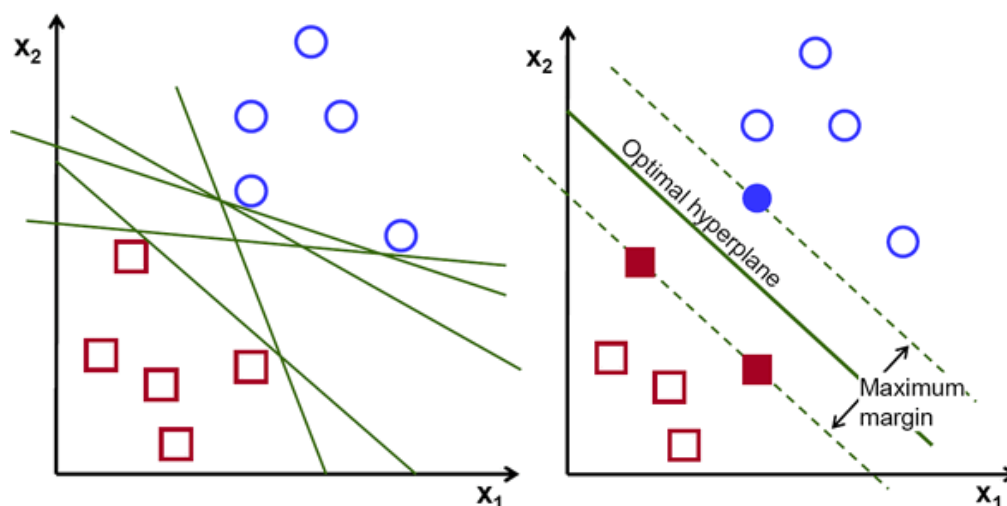 x₂
x₁
x₂
Optimal hyperplane
Maximum
margin
x₁